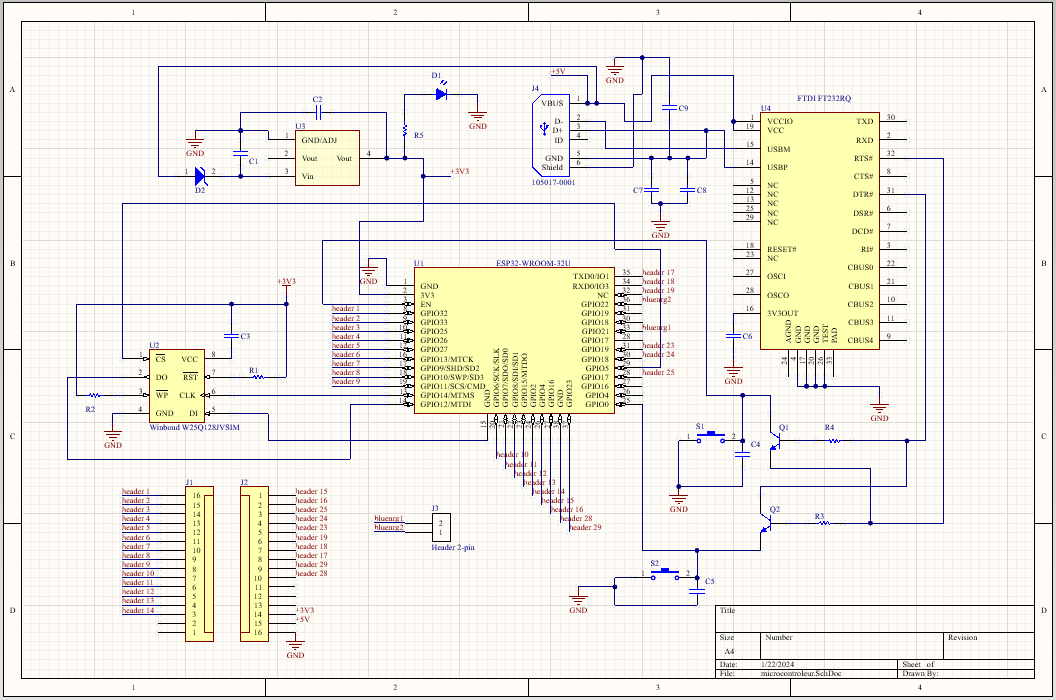 1 2 3 4
A A
B B
C C
D D
1 2 3 4
D1
GND
R5
C2
U3
GND/ADJ
Vout Vout
Vin
1
2
3
4
GND
C1
D2
1 2
+3V3
+5V
J4
VBUS
D-
D+
ID
GND
Shield
1
2
3
4
5
6
105017-0001
GND
C9
C7
C8
GND
FTDI FT232RQ
U4
1 VCCIO TXD 30
19 VCC RXD 2
15 USBM RTS# 32
14 USBP CTS# 8
5 NC DTR# 31
12 NC DSR# 6
13 NC DCD# 7
25 NC RI# 3
29 NC
18 RESET# CBUS0 22
23 NC CBUS1 21
27 OSCI CBUS2 10
28 OSCO CBUS3 11
16 3V3OUT CBUS4 9
AGND
GND
GND
GND
TEST
PAD
24
4
17
20
26
33
C6
GND
GND
U1
ESP32-WROOM-32U
GND
1
2
GND
3V3
EN
GPIO32
GPIO33
GPIO25
GPIO26
GPIO27
GPIO13/MTCK
GPIO9/SHD/SD2
GPIO10/SWP/SD3
GPIO11/SCS/CMD
GPIO14/MTMS
GPIO12/MTDI
header 1
header 2
header 3
header 4
header 5
header 6
header 7
header 8
header 9
TXD0/IO1
RXD0/IO3
NC
GPIO22
GPIO19
GPIO18
GPIO21
GPIO17
GPIO19
GPIO18
GPIO5
GPIO17
GPIO16
GPIO4
GPIO0
35
34
32
header 17
header 18
header 19
bluenrg2
bluenrg1
header 23
header 24
header 25
GND
GPIO6/SCK/SLK
GPIO7/SDO/SD0
GPIO8/SDI/SD1
GPIO15/MTDO
GPIO2
GPIO4
GPIO16
GND
GPIO23
15
header 10
header 11
header 12
header 13
header 14
header 15
header 16
header 28
header 29
+3V3
C3
U2
CS VCC
DO RST
WP CLK
GND DI
1
2
3
4
8
7
6
5
Winbond W25Q128JVSIM
R1
R2
GND
J1
header 1 16
header 2 15
header 3 14
header 4 13
header 5 12
header 6 11
header 7 10
header 8 9
header 9 8
header 10 7
header 11 6
header 12 5
header 13 4
header 14 3
2
1
J2
1 header 15
2 header 16
3 header 25
4 header 24
5 header 23
6 header 19
7 header 18
8 header 17
9 header 29
10 header 28
11
12
13
14 +3V3
15 +5V
16
GND
J3
bluenrg1 2
bluenrg2 1
Header 2-pin
S1
1 2
C4
GND
Q1
R4
Q2
R3
S2
1 2
C5
GND
Title
Size Number Revision
A4
Date: 1/22/2024 Sheet of
File: microcontroleur.SchDoc Drawn By: